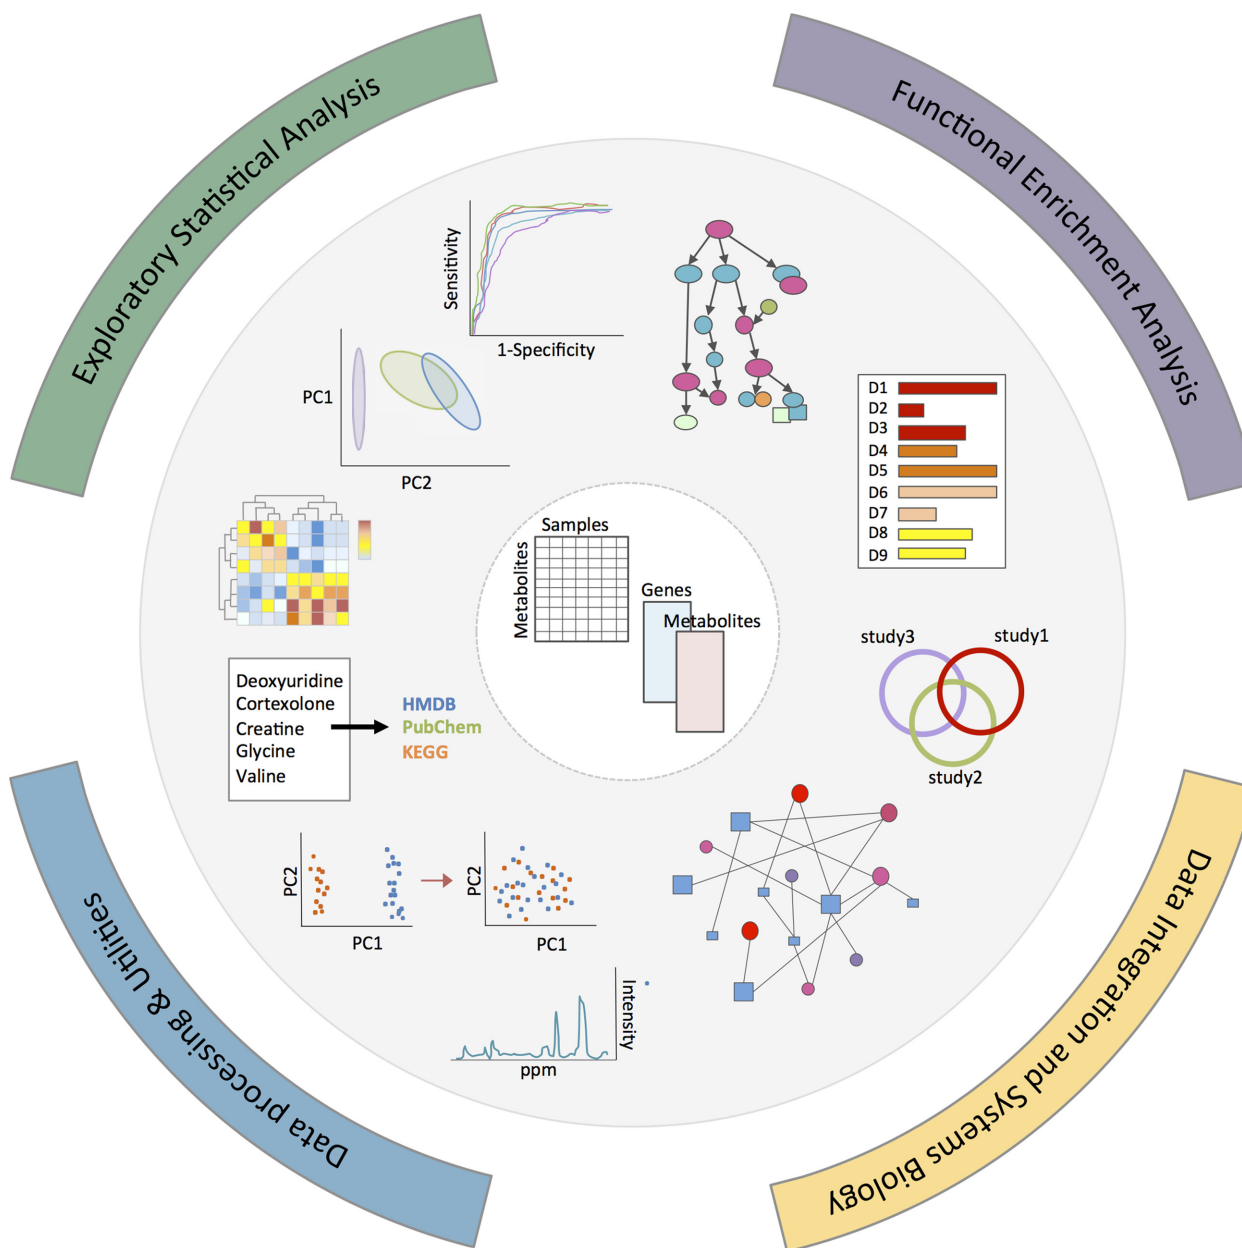 Exploratory Statistical Analysis
Functional Enrichment Analysis
Sensitivity
1-Specificity
PC1
PC2
D1
D2
D3
D4
D5
D6
D7
D8
D9
Samples
Metabolites
Genes
Metabolites
study3
study1
study2
Deoxyuridine
Cortexolone
Creatine
Glycine
Valine
HMDB
PubChem
KEGG
PC2
PC1
PC2
PC1
Intensity
ppm
Data processing & Utilities
Data Integration and Systems Biology